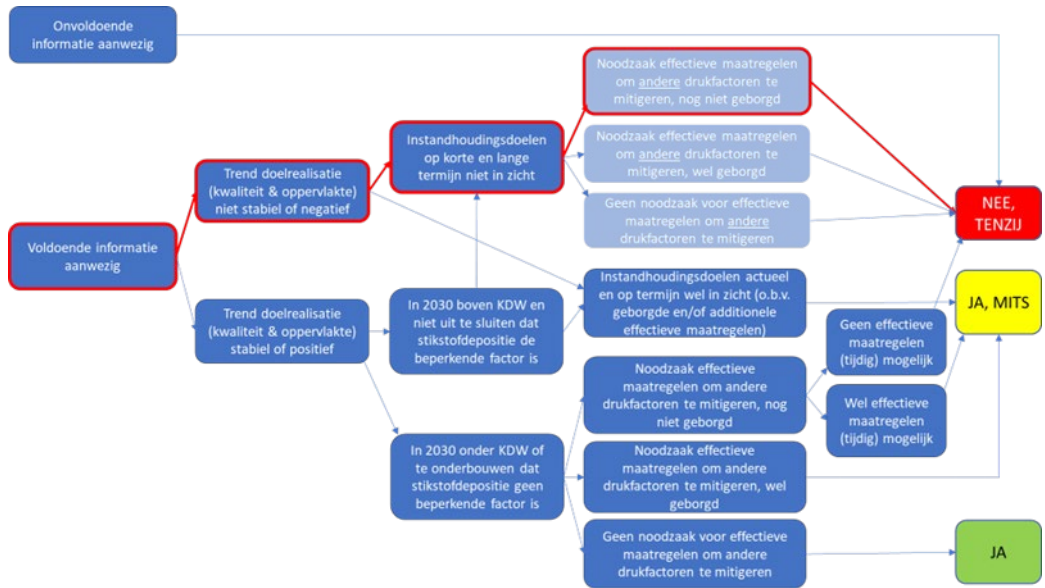 Onvoldoende
informatie aanwezig
Voldoende informatie
aanwezig
Trend doelrealisatie
(kwaliteit & oppervlakte)
niet stabiel of negatief
Trend doelrealisatie
(kwaliteit & oppervlakte)
stabiel of positief
Instandhoudingsdoelen
op korte en lange
termijn niet in zicht
In 2030 boven KDW en
niet uit te sluiten dat
stikstofdepositie de
beperkende factor is
In 2030 onder KDW of
te onderbouwen dat
stikstofdepositie geen
beperkende factor is
Noodzaak effectieve maatregelen
om andere drukfactoren te
mitigeren, nog niet geborgd
Noodzaak effectieve maatregelen
om andere drukfactoren te
mitigeren, wel geborgd
Geen noodzaak voor effectieve
maatregelen om andere
drukfactoren te mitigeren
Instandhoudingsdoelen actueel
en op termijn wel in zicht (o.b.v.
geborgde en/of additionele
effectieve maatregelen)
Noodzaak effectieve
maatregelen om andere
drukfactoren te mitigeren, nog
niet geborgd
Noodzaak effectieve
maatregelen om andere
drukfactoren te mitigeren, wel
geborgd
Geen noodzaak voor effectieve
maatregelen om andere
drukfactoren te mitigeren
Geen effectieve
maatregelen
(tijdig) mogelijk
Wel effectieve
maatregelen
(tijdig) mogelijk
NEE,
TENZIJ
JA, MITS
JA